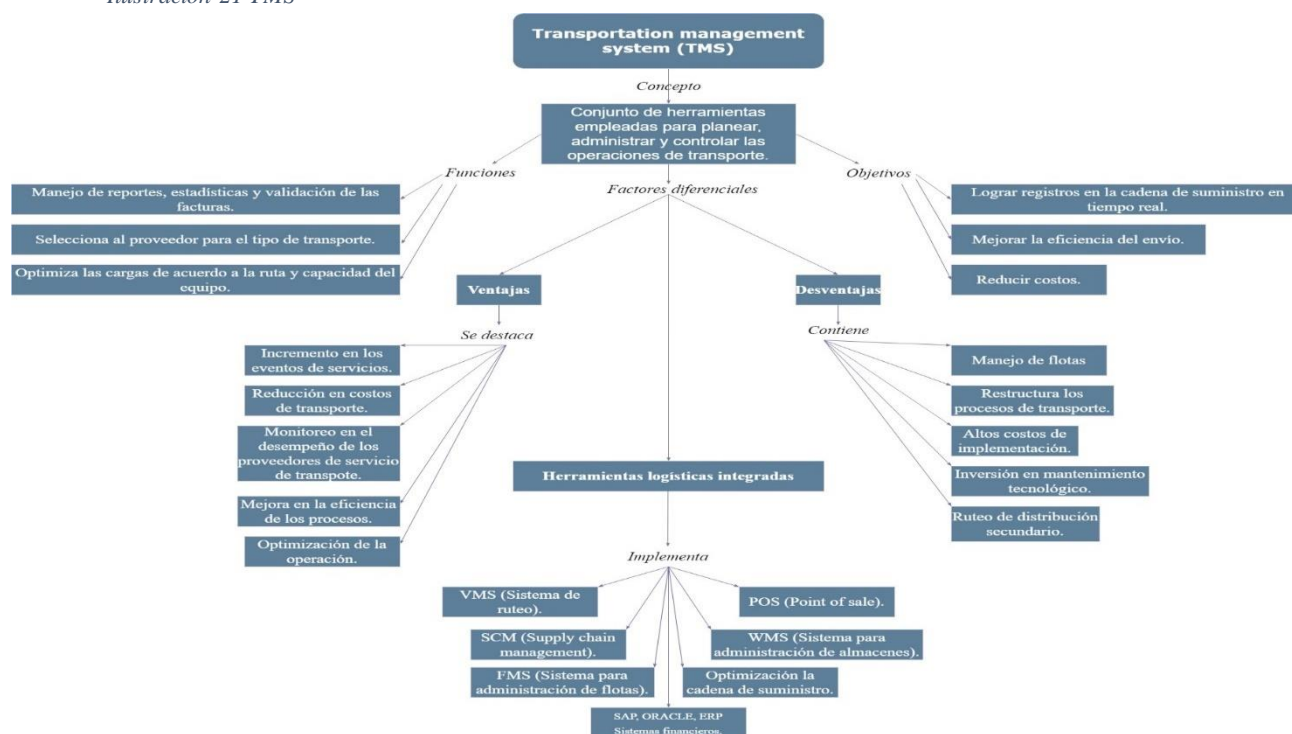 Ilustración 21 TMS
Transportation management
system (TMS)
Concepto
Conjunto de herramientas
empleadas para planear,
administrar y controlar las
operaciones de transporte.
Funciones
Factores diferenciales
Objetivos
Manejo de reportes, estadísticas y validación de las
facturas.
Selecciona al proveedor para el tipo de transporte.
Optimiza las cargas de acuerdo a la ruta y capacidad del
equipo.
Lograr registros en la cadena de suministro en
tiempo real.
Mejorar la eficiencia del envío.
Reducir costos.
Ventajas
Se destaca
Incremento en los
eventos de servicios.
Reducción en costos
de transporte.
Monitoreo en el
desempeño de los
proveedores de servicio
de transpote.
Mejora en la eficiencia
de los procesos.
Optimización de la
operación.
Desventajas
Contiene
Manejo de flotas
Restructura los
procesos de transporte.
Altos costos de
implementación.
Inversión en mantenimiento
tecnológico.
Ruteo de distribución
secundario.
Herramientas logísticas integradas
Implementa
VMS (Sistema de
ruteo).
POS (Point of sale).
SCM (Supply chain
management).
WMS (Sistema para
administración de almacenes).
FMS (Sistema para
administración de flotas).
Optimización la
cadena de suministro.
SAP, ORACLE, ERP
Sistemas financieros.